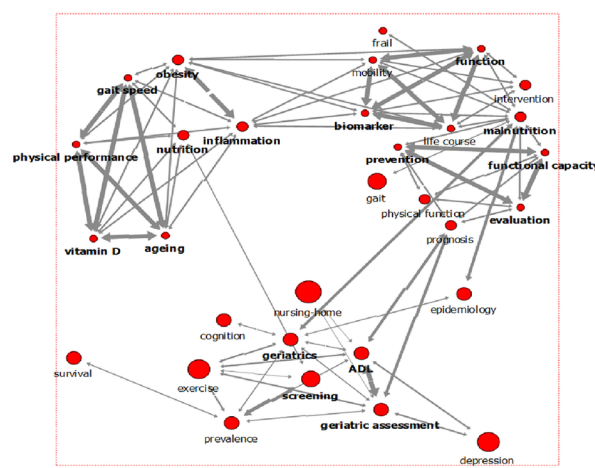 frail
mobility
function
obesity
gait speed
intervention
biomarker
life course
malnutrition
physical performance
nutrition
inflammation
prevention
functional capacity
gait
physical function
evaluation
prognosis
vitamin D
ageing
nursing-home
epidemiology
cognition
geriatrics
survival
exercise
screening
ADL
prevalence
geriatric assessment
depression